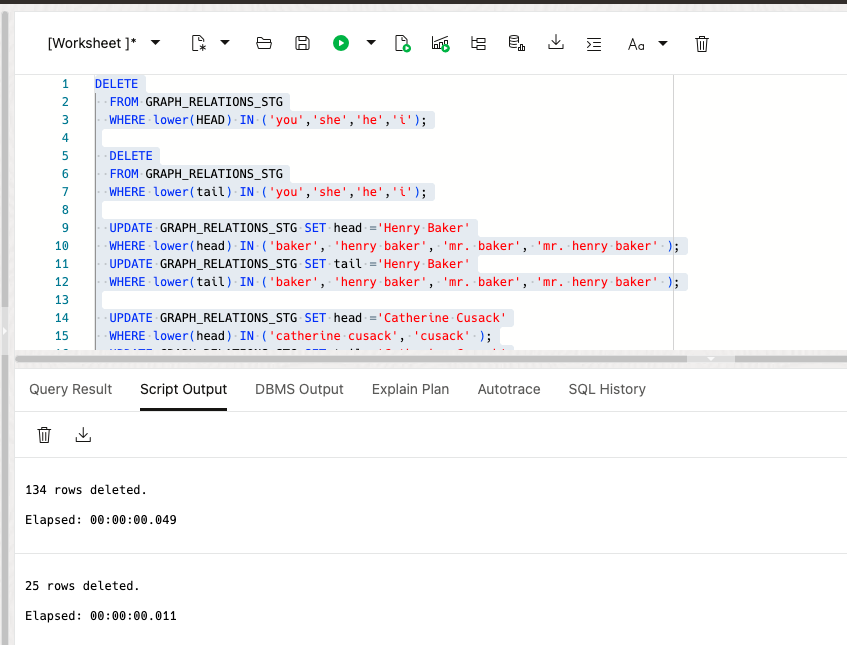 [Worksheet ]*
Aa
1 DELETE
2 FROM GRAPH_RELATIONS_STG
3 WHERE lower(HEAD) IN ('you','she','he','i');
4
5 DELETE
6 FROM GRAPH_RELATIONS_STG
7 WHERE lower(tail) IN ('you','she','he','i');
8
9 UPDATE GRAPH_RELATIONS_STG SET head ='Henry Baker'
10 WHERE lower(head) IN ('baker', 'henry baker', 'mr. baker', 'mr. henry baker' );
11 UPDATE GRAPH_RELATIONS_STG SET tail ='Henry Baker'
12 WHERE lower(tail) IN ('baker', 'henry baker', 'mr. baker', 'mr. henry baker' );
13
14 UPDATE GRAPH_RELATIONS_STG SET head ='Catherine Cusack'
15 WHERE lower(head) IN ('catherine cusack', 'cusack' );
Query Result Script Output DBMS Output Explain Plan Autotrace SQL History
134 rows deleted.
Elapsed: 00:00:00.049
25 rows deleted.
Elapsed: 00:00:00.011